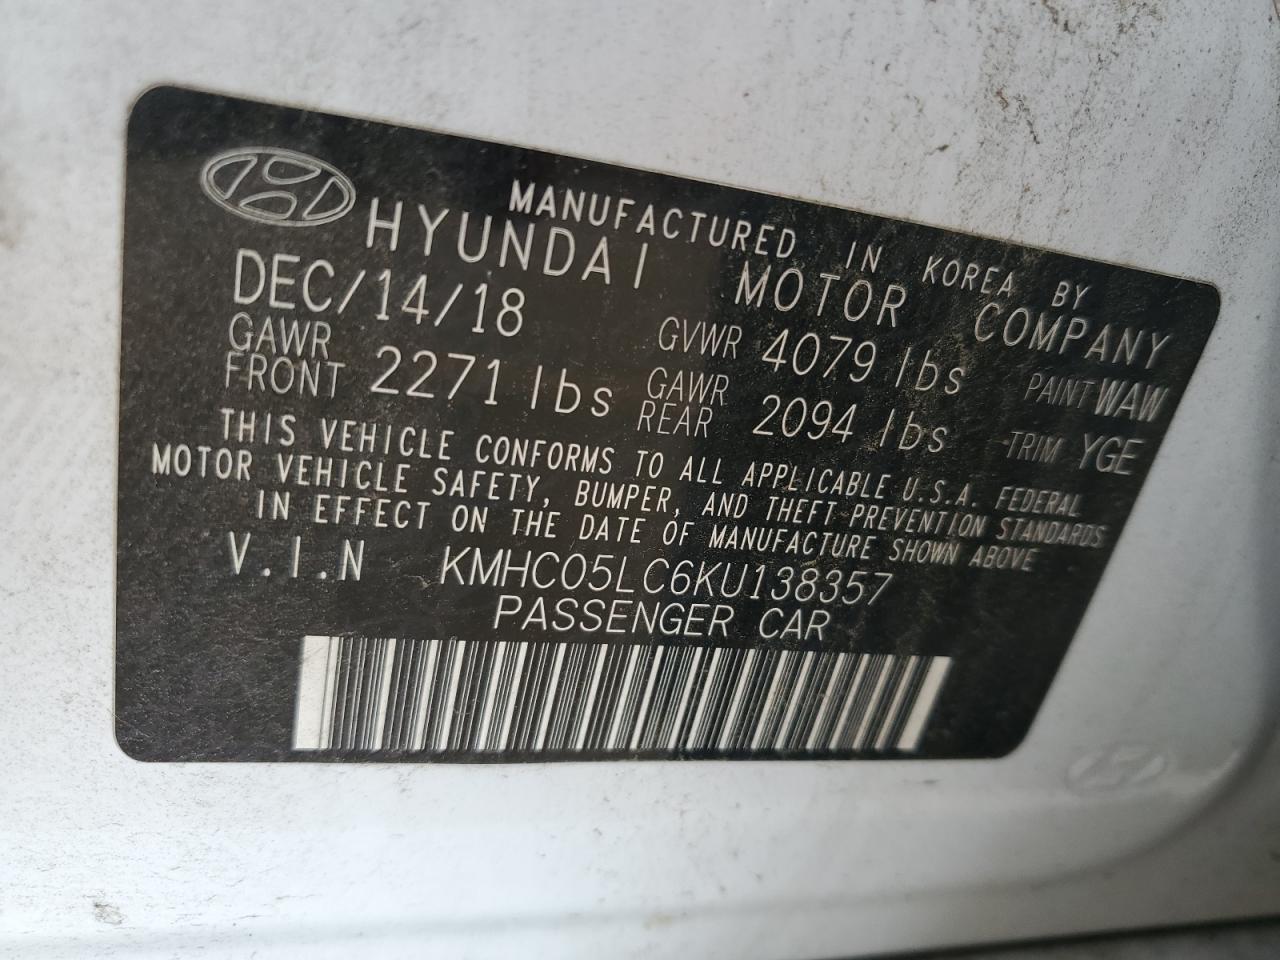 MANUFACTURED IN KOREA BY
HYUNDAI MOTOR COMPANY
DEC/14/18 GVWR 4079 lbs PAINT WAW
GAWR FRONT 2271 lbs GAWR REAR 2094 lbs TRIM YGE
THIS VEHICLE CONFORMS TO ALL APPLICABLE U.S.A. FEDERAL
MOTOR VEHICLE SAFETY, BUMPER, AND THEFT PREVENTION STANDARDS
IN EFFECT ON THE DATE OF MANUFACTURE SHOWN ABOVE
V.I.N KMHC05LC6KU138357
PASSENGER CAR